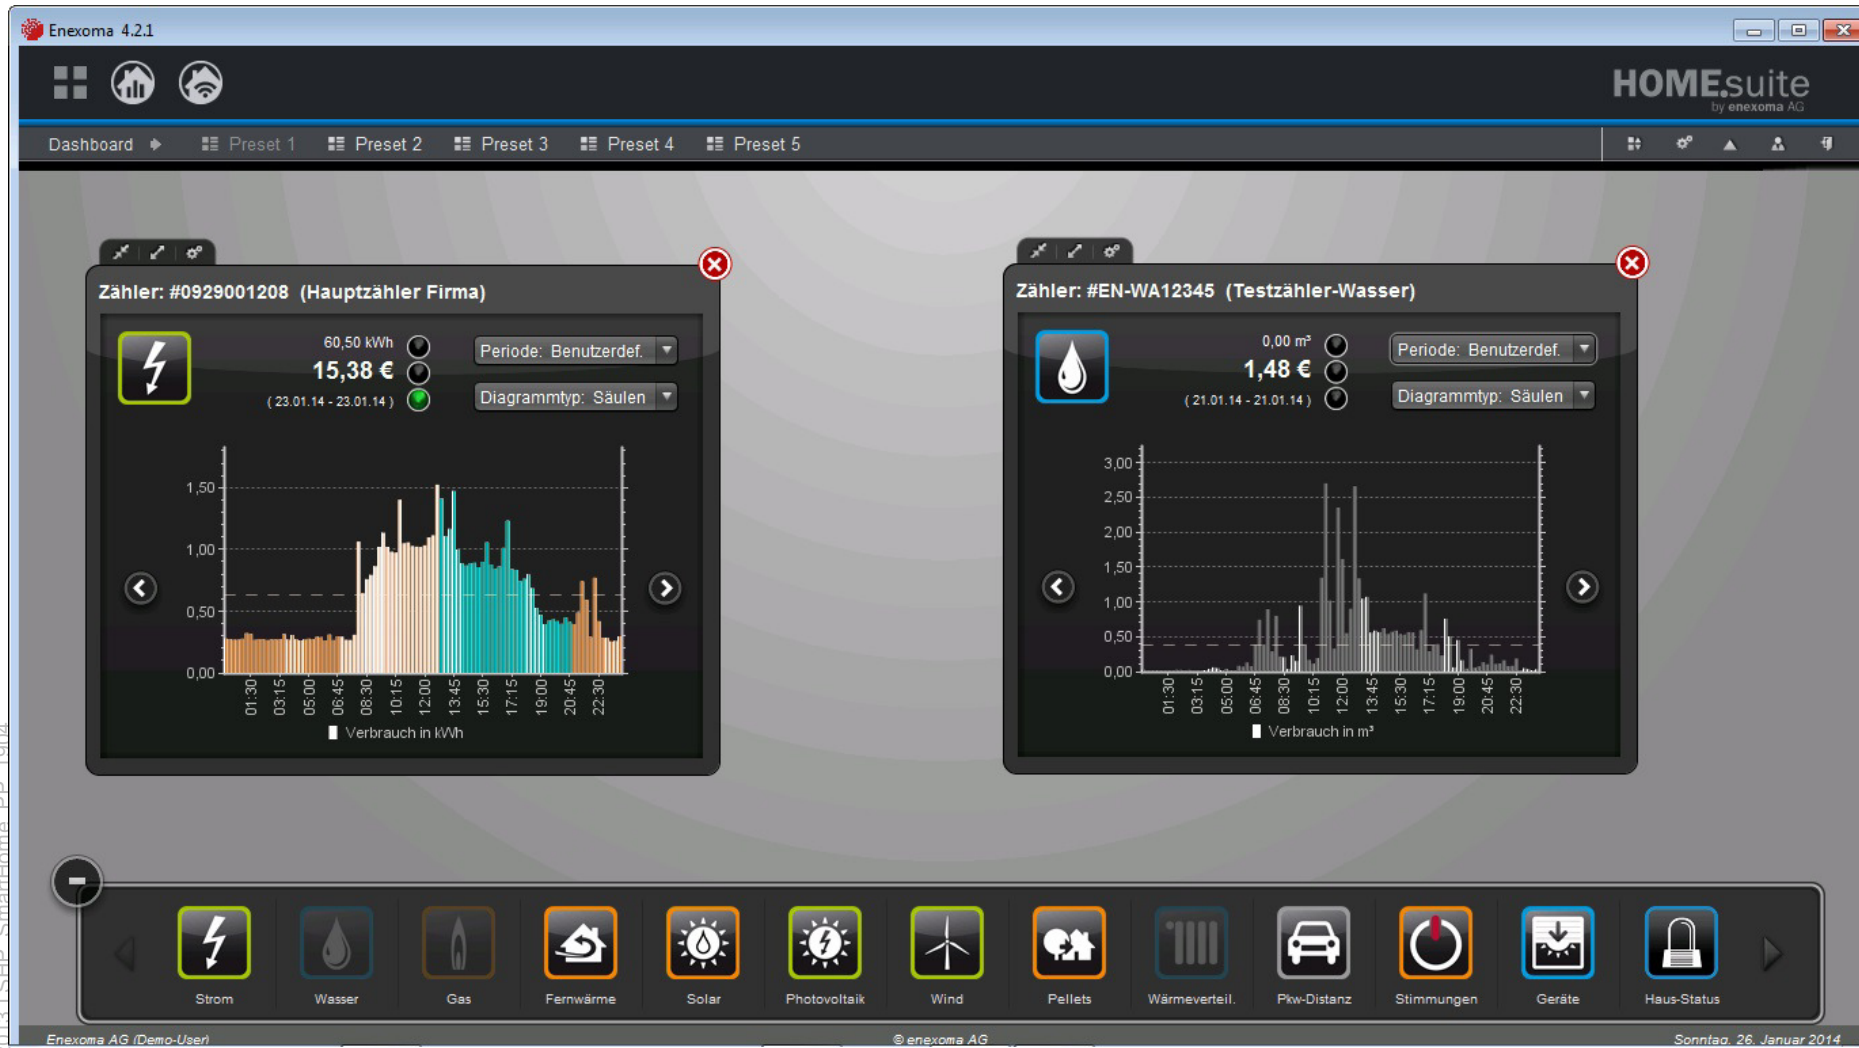 Enexoma 4.2.1
HOME.suite
by enexoma AG
Dashboard Preset 1 Preset 2 Preset 3 Preset 4 Preset 5
Zähler: #0929001208 (Hauptzähler Firma)
60,50 kWh
15,38 €
( 23.01.14 - 23.01.14 )
Periode: Benutzerdef.
Diagrammtyp: Säulen
1,50
1,00
0,50
0,00
01:30 03:15 05:00 06:45 08:30 10:15 12:00 13:45 15:30 17:15 19:00 20:45 22:30
Verbrauch in kWh
Zähler: #EN-WA12345 (Testzähler-Wasser)
0,00 m³
1,48 €
( 21.01.14 - 21.01.14 )
Periode: Benutzerdef.
Diagrammtyp: Säulen
3,00
2,50
2,00
1,50
1,00
0,50
0,00
01:30 03:15 05:00 06:45 08:30 10:15 12:00 13:45 15:30 17:15 19:00 20:45 22:30
Verbrauch in m³
Strom Wasser Gas Fernwärme Solar Photovoltaik Wind Pellets Wärmeverteil. Pkw-Distanz Stimmungen Geräte Haus-Status
Enexoma AG (Demo-User) © enexoma AG Sonntag, 26. Januar 2014